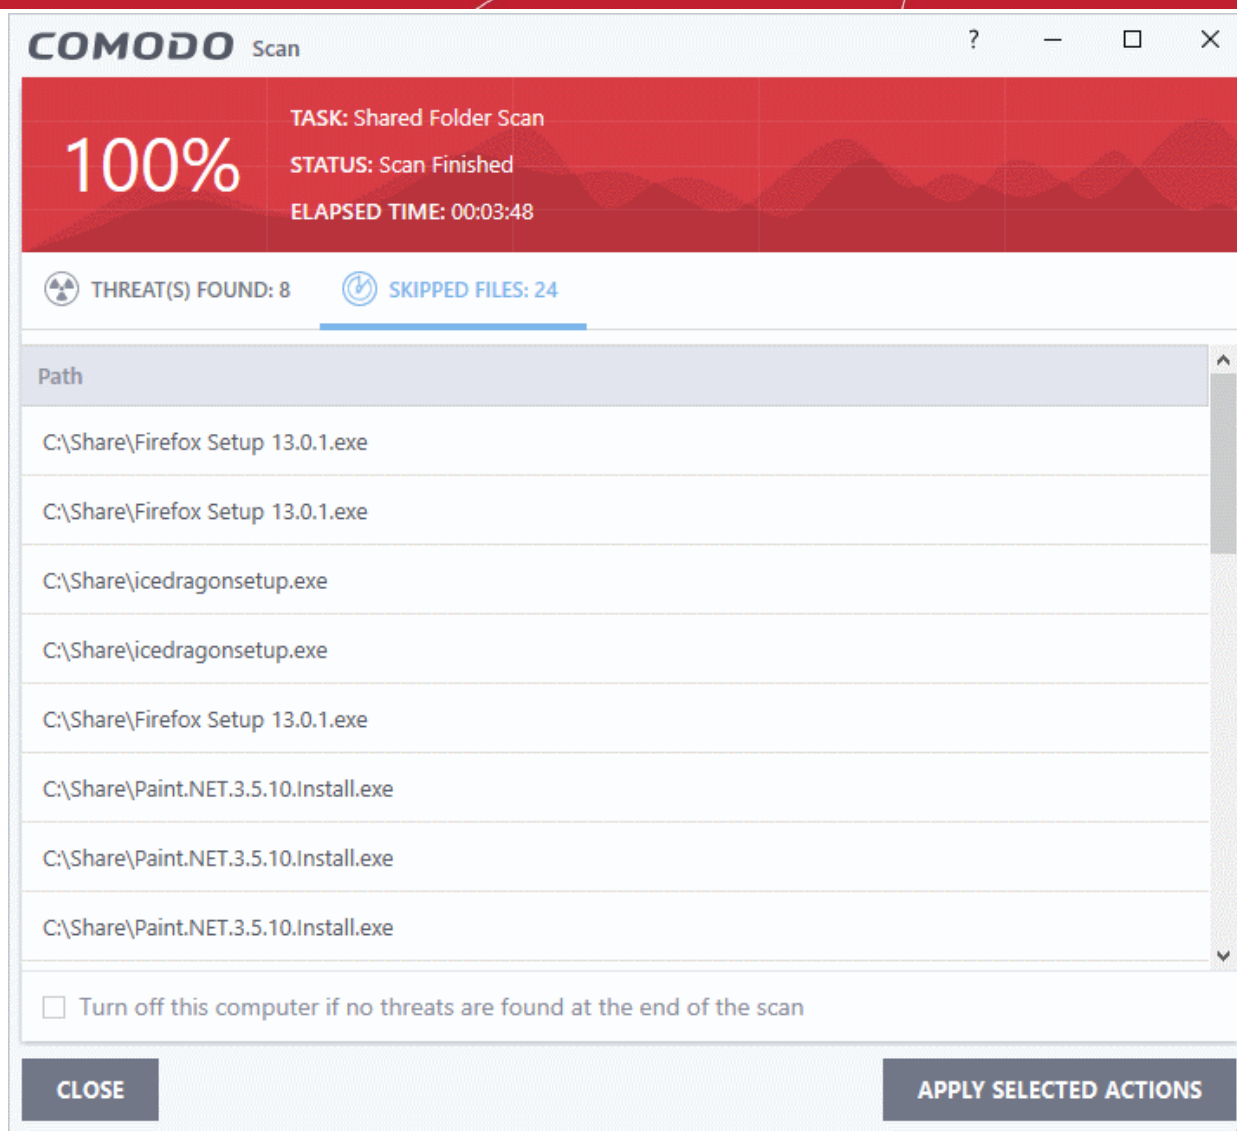 COMODO Scan
?
100%
TASK: Shared Folder Scan
STATUS: Scan Finished
ELAPSED TIME: 00:03:48
THREAT(S) FOUND: 8
SKIPPED FILES: 24
Path
C:\Share\Firefox Setup 13.0.1.exe
C:\Share\Firefox Setup 13.0.1.exe
C:\Share\icedragonsetup.exe
C:\Share\icedragonsetup.exe
C:\Share\Firefox Setup 13.0.1.exe
C:\Share\Paint.NET.3.5.10.Install.exe
C:\Share\Paint.NET.3.5.10.Install.exe
C:\Share\Paint.NET.3.5.10.Install.exe
Turn off this computer if no threats are found at the end of the scan
CLOSE
APPLY SELECTED ACTIONS